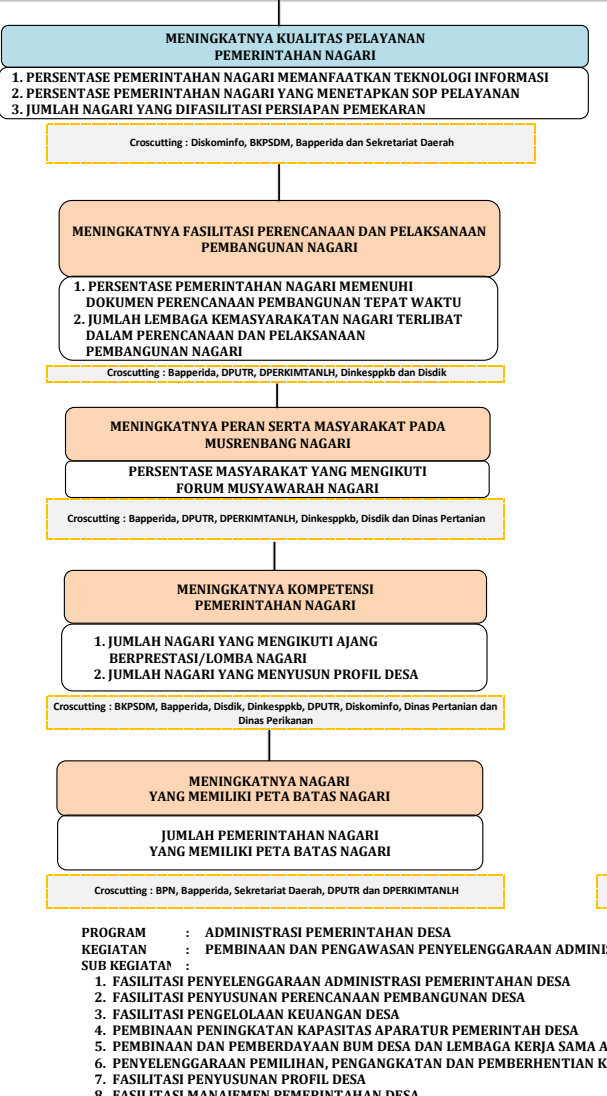 MENINGKATNYA KUALITAS PELAYANAN
PEMERINTAHAN NAGARI
1. PERSENTASE PEMERINTAHAN NAGARI MEMANFAATKAN TEKNOLOGI INFORMASI
2. PERSENTASE PEMERINTAHAN NAGARI YANG MENETAPKAN SOP PELAYANAN
3. JUMLAH NAGARI YANG DIFASILITASI PERSIAPAN PEMEKARAN
Croscutting : Diskominfo, BKPSDM, Bapperida dan Sekretariat Daerah
MENINGKATNYA FASILITASI PERENCANAAN DAN PELAKSANAAN
PEMBANGUNAN NAGARI
1. PERSENTASE PEMERINTAHAN NAGARI MEMENUHI
DOKUMEN PERENCANAAN PEMBANGUNAN TEPAT WAKTU
2. JUMLAH LEMBAGA KEMASYARAKATAN NAGARI TERLIBAT
DALAM PERENCANAAN DAN PELAKSANAAN
PEMBANGUNAN NAGARI
Croscutting : Bapperida, DPUTR, DPERKIMTANLH, Dinkesppkb dan Disdik
MENINGKATNYA PERAN SERTA MASYARAKAT PADA
MUSRENBANG NAGARI
PERSENTASE MASYARAKAT YANG MENGIKUTI
FORUM MUSYAWARAH NAGARI
Croscutting : Bapperida, DPUTR, DPERKIMTANLH, Dinkesppkb, Disdik dan Dinas Pertanian
MENINGKATNYA KOMPETENSI
PEMERINTAHAN NAGARI
1. JUMLAH NAGARI YANG MENGIKUTI AJANG
BERPRESTASI/LOMBA NAGARI
2. JUMLAH NAGARI YANG MENYUSUN PROFIL DESA
Croscutting : BKPSDM, Bapperida, Disdik, Dinkesppkb, DPUTR, Diskominfo, Dinas Pertanian dan
Dinas Perikanan
MENINGKATNYA NAGARI
YANG MEMILIKI PETA BATAS NAGARI
JUMLAH PEMERINTAHAN NAGARI
YANG MEMILIKI PETA BATAS NAGARI
Croscutting : BPN, Bapperida, Sekretariat Daerah, DPUTR dan DPERKIMTANLH
PROGRAM : ADMINISTRASI PEMERINTAHAN DESA
KEGIATAN : PEMBINAAN DAN PENGAWASAN PENYELENGGARAAN ADMINIS
SUB KEGIATAN :
1. FASILITASI PENYELENGGARAAN ADMINISTRASI PEMERINTAHAN DESA
2. FASILITASI PENYUSUNAN PERENCANAAN PEMBANGUNAN DESA
3. FASILITASI PENGELOLAAN KEUANGAN DESA
4. PEMBINAAN PENINGKATAN KAPASITAS APARATUR PEMERINTAH DESA
5. PEMBINAAN DAN PEMBERDAYAAN BUM DESA DAN LEMBAGA KERJA SAMA A
6. PENYELENGGARAAN PEMILIHAN, PENGANGKATAN DAN PEMBERHENTIAN K
7. FASILITASI PENYUSUNAN PROFIL DESA
8. FASILITASI MANAJEMEN PEMERINTAHAN DESA